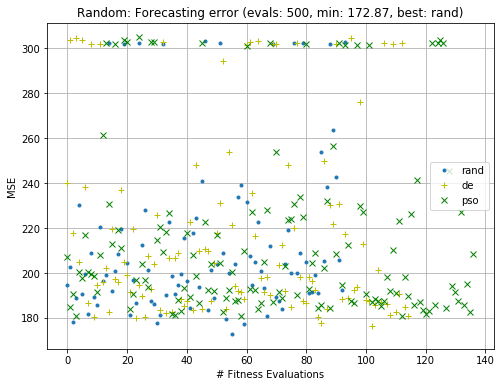 Random: Forecasting error (evals: 500, min: 172.87, best: rand)
300
280
260
240
220
200
180
MSE
rand
de
pso
0 20 40 60 80 100 120 140
# Fitness Evaluations